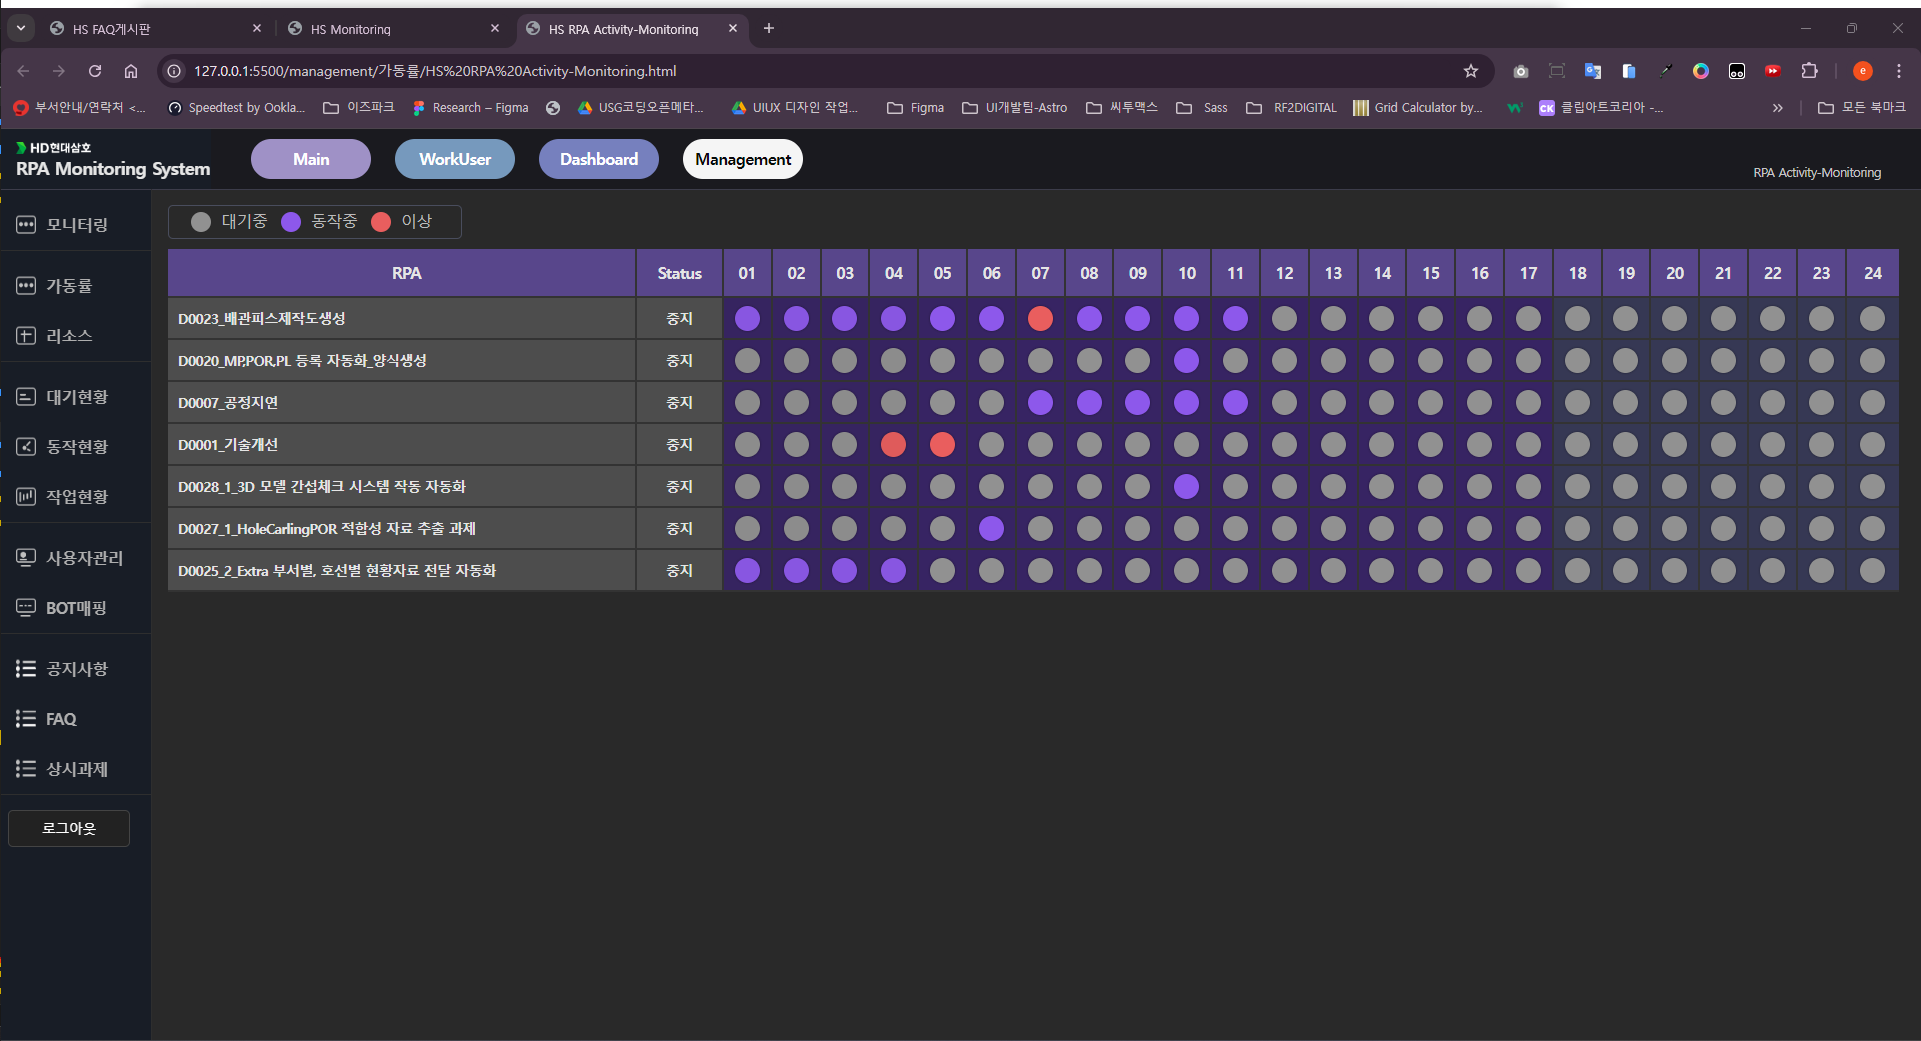 HS FAQ게시판
HS Monitoring
HS RPA Activity-Monitoring
127.0.0.1:5500/management/가동률/HS%20RPA%20Activity-Monitoring.html
e
부서안내/연락처 <...
Speedtest by Ookla...
이즈파크
Research – Figma
USG코딩오픈메타...
UIUX 디자인 작업...
Figma
UI개발팀-Astro
씨투맥스
Sass
RF2DIGITAL
Grid Calculator by...
CK 클립아트코리아 -...
모든 북마크
HD현대삼호
RPA Monitoring System
Main
WorkUser
Dashboard
Management
RPA Activity-Monitoring
모니터링
가동률
리소스
대기현황
동작현황
작업현황
사용자관리
BOT매핑
공지사항
FAQ
상시과제
로그아웃
대기중 동작중 이상
RPA Status 01 02 03 04 05 06 07 08 09 10 11 12 13 14 15 16 17 18 19 20 21 22 23 24
D0023_배관피스제작도생성 중지
D0020_MP,POR,PL 등록 자동화_양식생성 중지
D0007_공정지연 중지
D0001_기술개선 중지
D0028_1_3D 모델 간섭체크 시스템 작동 자동화 중지
D0027_1_HoleCarlingPOR 적합성 자료 추출 과제 중지
D0025_2_Extra 부서별, 호선별 현황자료 전달 자동화 중지